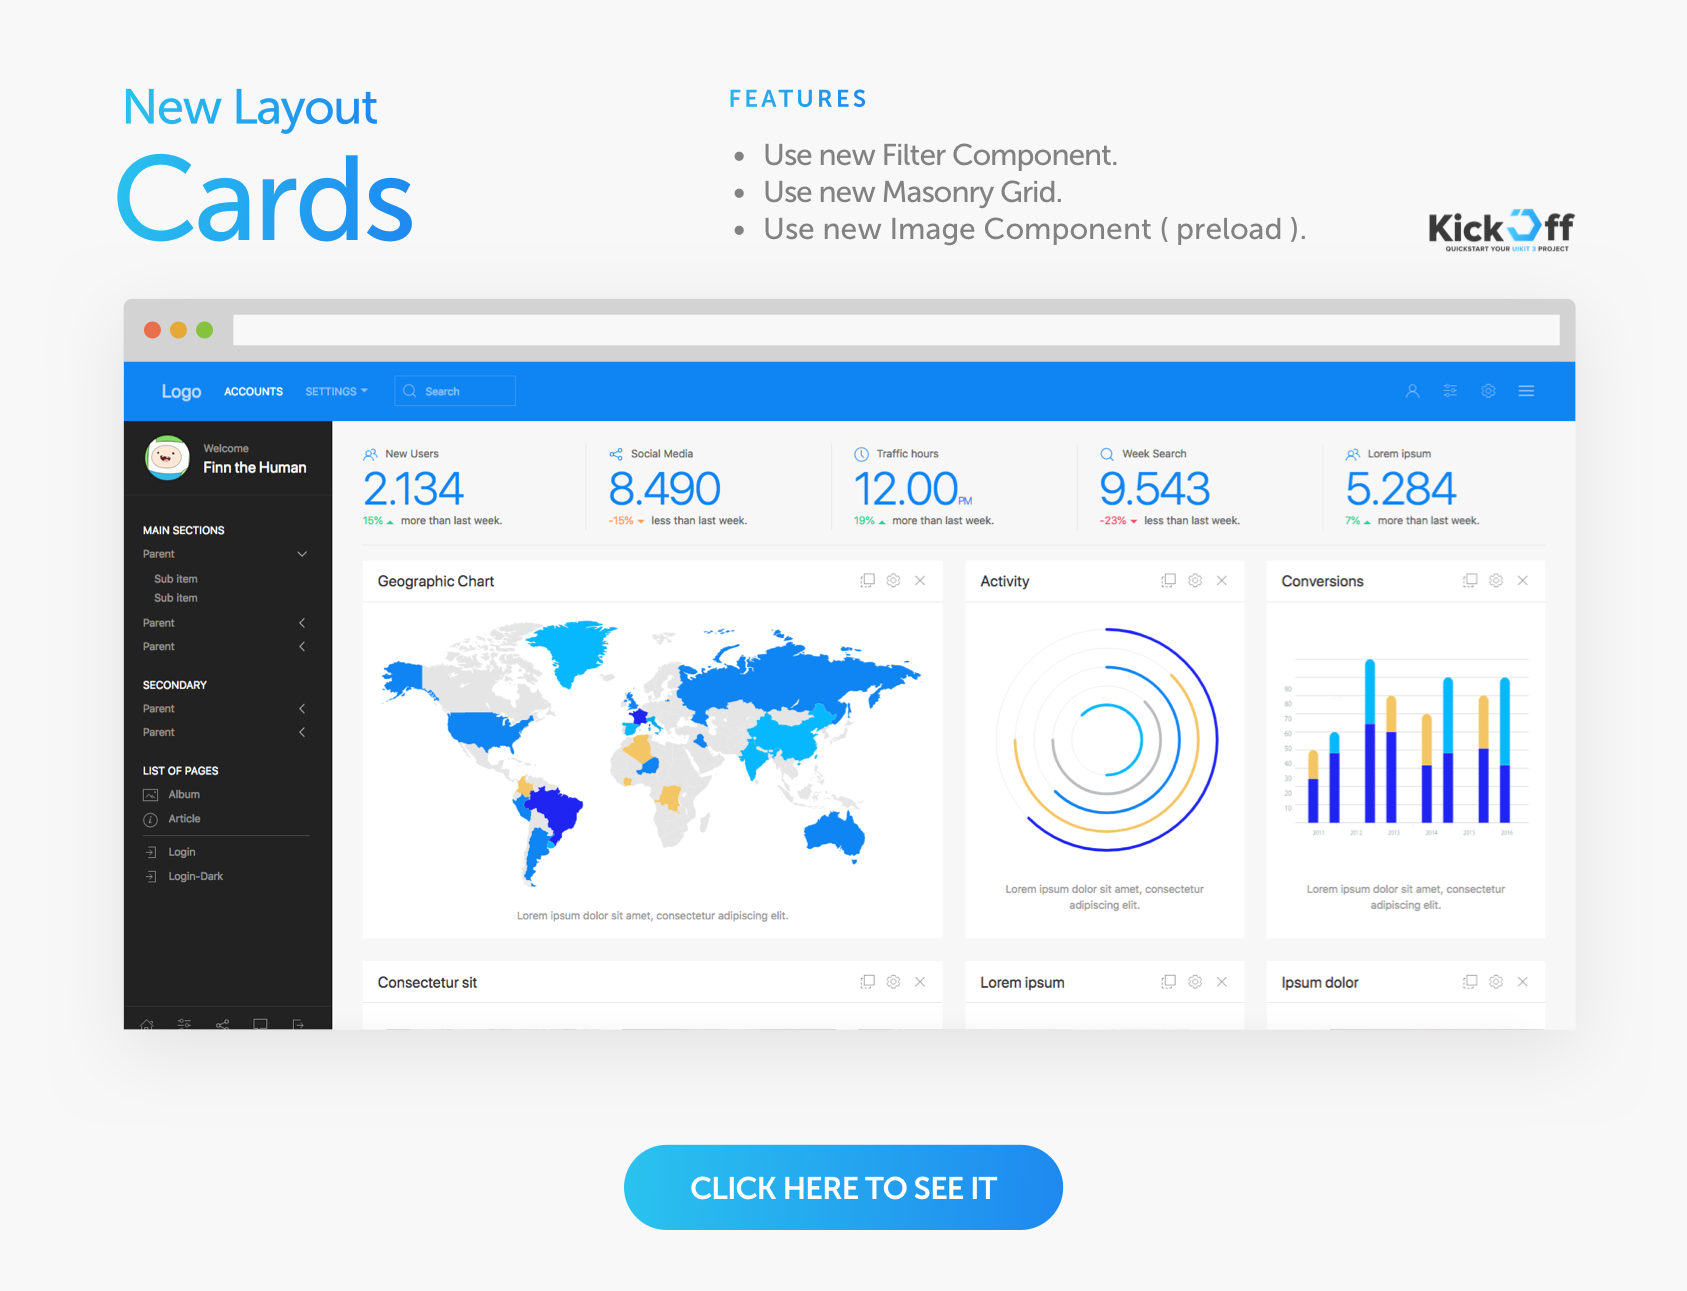 New Layout
Cards
FEATURES
• Use new Filter Component.
• Use new Masonry Grid.
• Use new Image Component ( preload ).
KickOff
QUICKSTART YOUR UIKIT 3 PROJECT
Logo ACCOUNTS SETTINGS Search
Welcome
Finn the Human
MAIN SECTIONS
Parent
Sub item
Sub item
Parent
Parent
SECONDARY
Parent
Parent
LIST OF PAGES
Album
Article
Login
Login-Dark
New Users
2.134
15% more than last week.
Social Media
8.490
-15% less than last week.
Traffic hours
12.00 PM
19% more than last week.
Week Search
9.543
-23% less than last week.
Lorem ipsum
5.284
7% more than last week.
Geographic Chart
Lorem ipsum dolor sit amet, consectetur adipiscing elit.
Activity
Lorem ipsum dolor sit amet, consectetur
adipiscing elit.
Conversions
90
80
70
60
50
40
30
20
10
2011 2012 2013 2014 2015 2016
Lorem ipsum dolor sit amet, consectetur
adipiscing elit.
Consectetur sit
Lorem ipsum
Ipsum dolor
CLICK HERE TO SEE IT